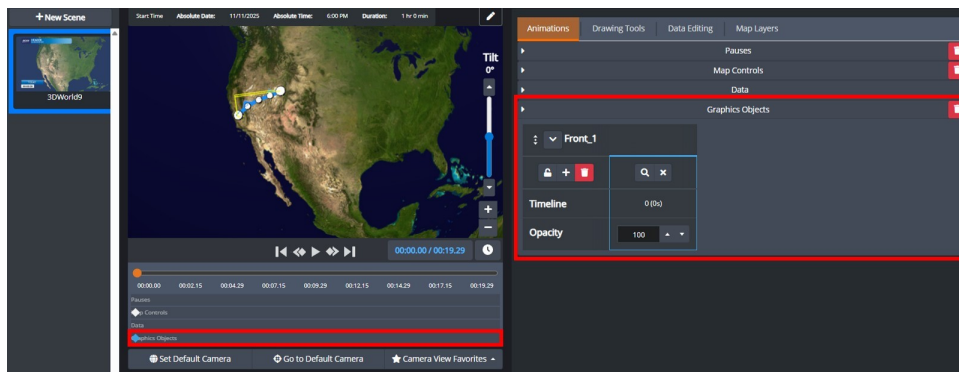 + New Scene
3DWorld9
Start Time Absolute Date: 11/11/2025 Absolute Time: 6:00 PM Duration: 1 hr 0 min
Tilt
0°
00:00.00 / 00:19.29
00:00.00 00:02.15 00:04.29 00:07.15 00:09.29 00:12.15 00:14.29 00:17.15 00:19.29
Pauses
p Controls
Data
aphics Objects
Set Default Camera Go to Default Camera Camera View Favorites
Animations Drawing Tools Data Editing Map Layers
Pauses
Map Controls
Data
Graphics Objects
Front_1
Timeline 0 (0s)
Opacity 100